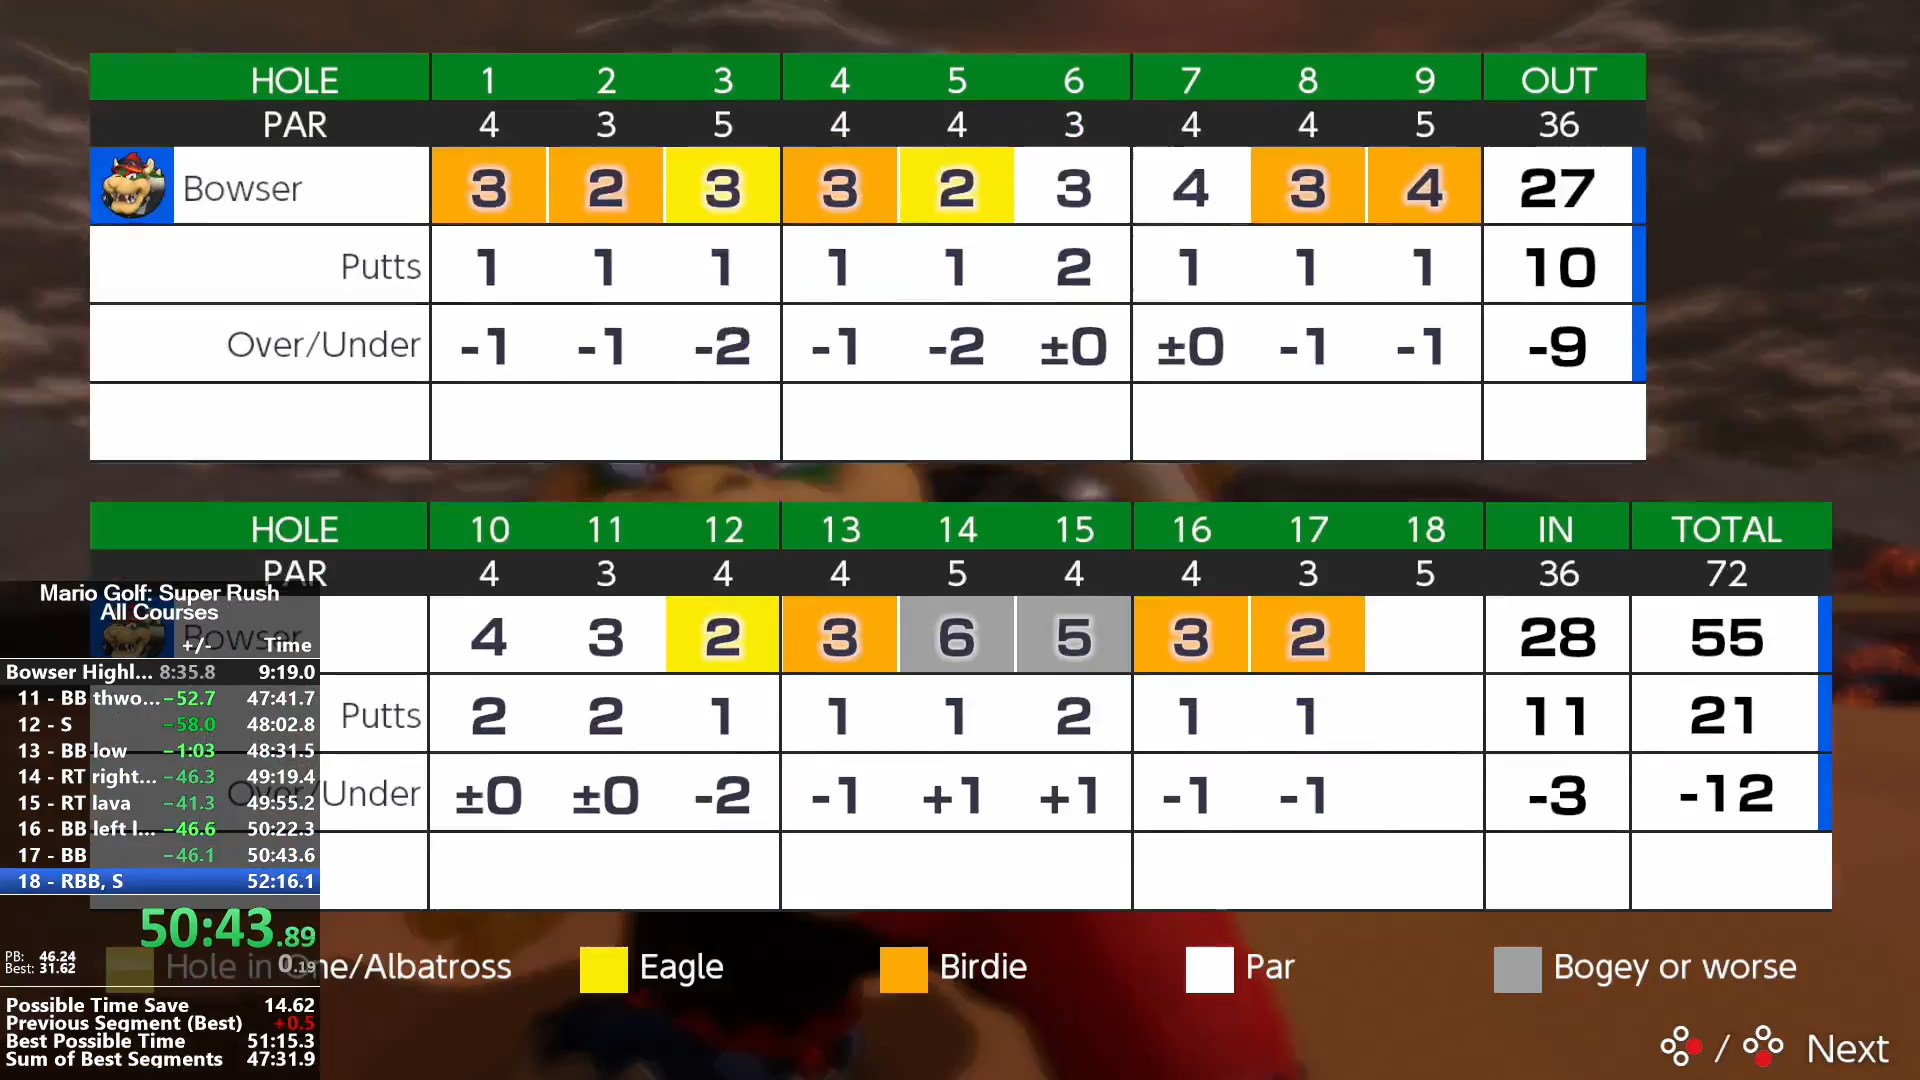 HOLE 1 2 3 4 5 6 7 8 9 OUT
PAR 4 3 5 4 4 3 4 4 5 36
Bowser 3 2 3 3 2 3 4 3 4 27
Putts 1 1 1 1 1 2 1 1 1 10
Over/Under -1 -1 -2 -1 -2 ±0 ±0 -1 -1 -9
HOLE 10 11 12 13 14 15 16 17 18 IN TOTAL
PAR 4 3 4 4 5 4 4 3 5 36 72
Bowser 4 3 2 3 6 5 3 2 28 55
Putts 2 2 1 1 1 2 1 1 11 21
Over/Under ±0 ±0 -2 -1 +1 +1 -1 -1 -3 -12
Mario Golf: Super Rush
All Courses
+/- Time
Bowser Highl... 8:35.8 9:19.0
11 - BB thwo... -52.7 47:41.7
12 - S -58.0 48:02.8
13 - BB low -1:03 48:31.5
14 - RT right... -46.3 49:19.4
15 - RT lava -41.3 49:55.2
16 - BB left l... -46.6 50:22.3
17 - BB -46.1 50:43.6
18 - RBB, S 52:16.1
50:43.89
PB: 46.24
Best: 31.62
0.19
Possible Time Save 14.62
Previous Segment (Best) +0.5
Best Possible Time 51:15.3
Sum of Best Segments 47:31.9
Hole in One/Albatross Eagle Birdie Par Bogey or worse
/ Next